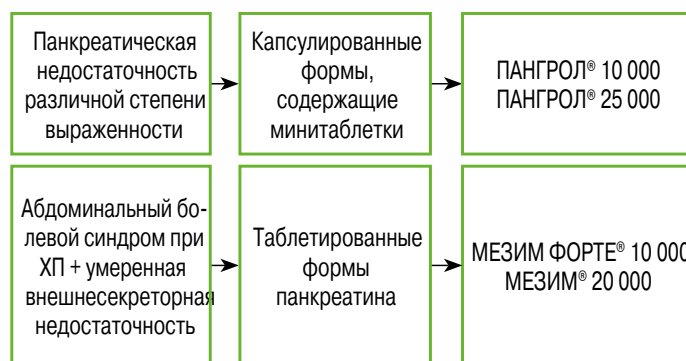 Панкреатическая
недостаточность
различной степени
выраженности
Капсулированные
формы,
содержащие
минитаблетки
ПАНГРОЛ® 10 000
ПАНГРОЛ® 25 000
Абдоминальный бо-
левой синдром при
ХП + умеренная
внешнесекреторная
недостаточность
Таблетированные
формы
панкреатина
МЕЗИМ ФОРТЕ® 10 000
МЕЗИМ® 20 000